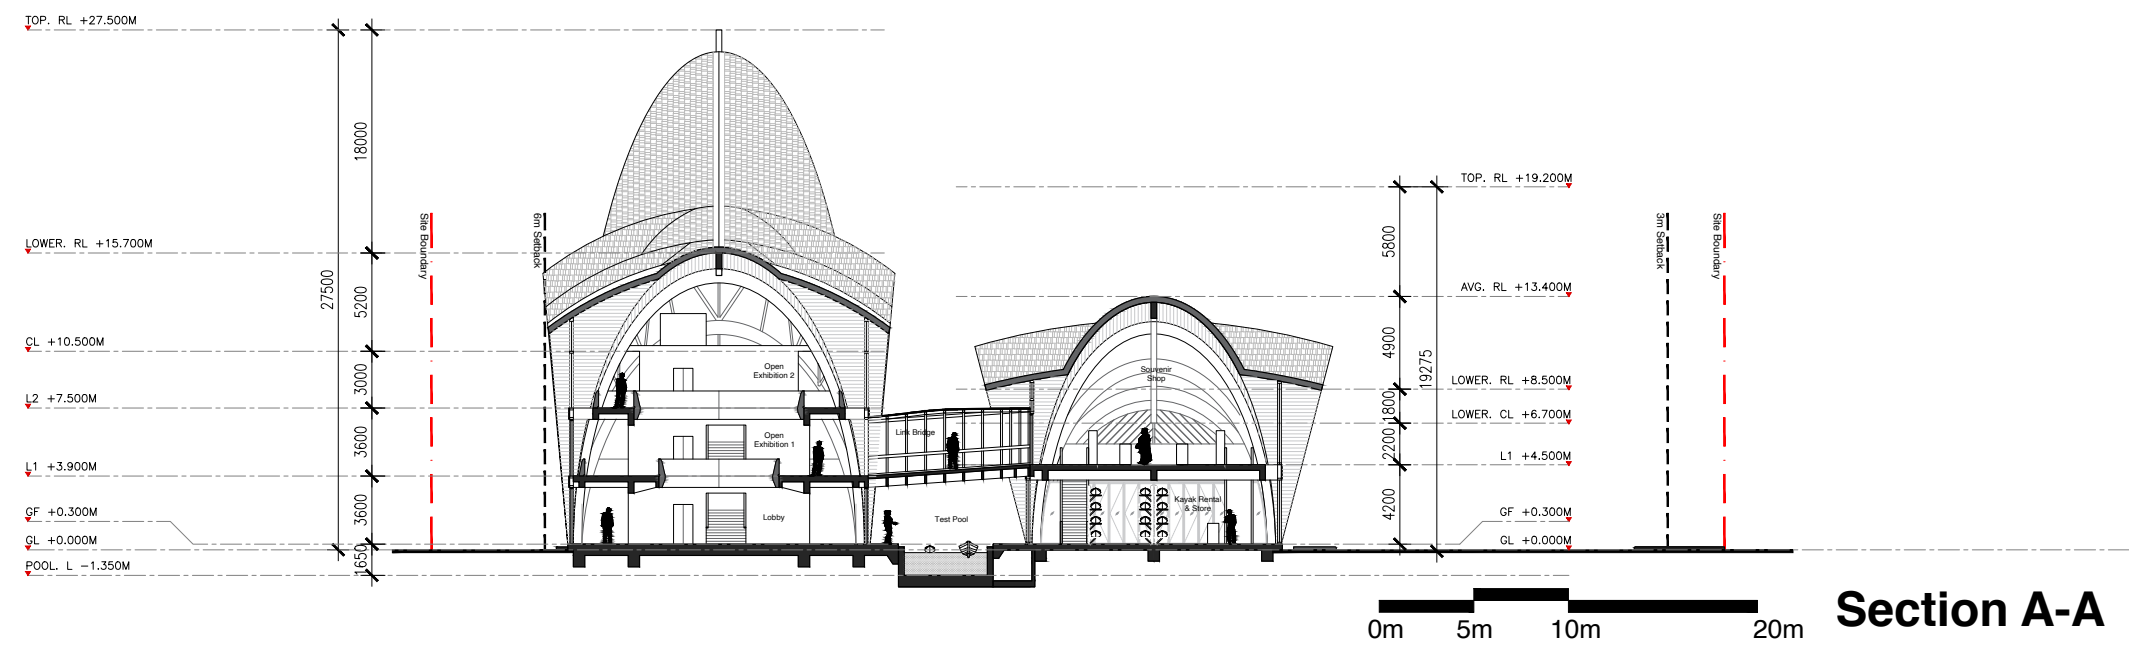 TOP. RL +27.500M
LOWER. RL +15.700M
CL +10.500M
L2 +7.500M
L1 +3.900M
GF +0.300M
GL +0.000M
POOL. L -1.350M
27500
18000
5200
3000
3600
3600
1650
Site Boundary
6m Setback
Open
Exhibition 2
Open
Exhibition 1
Lobby
Link Bridge
Test Pool
Souvenir
Shop
Kayak Rental
& Store
5800
4900
1800
2200
4200
19275
TOP. RL +19.200M
AVG. RL +13.400M
LOWER. RL +8.500M
LOWER. CL +6.700M
L1 +4.500M
GF +0.300M
GL +0.000M
3m Setback
Site Boundary
0m 5m 10m 20m
Section A-A